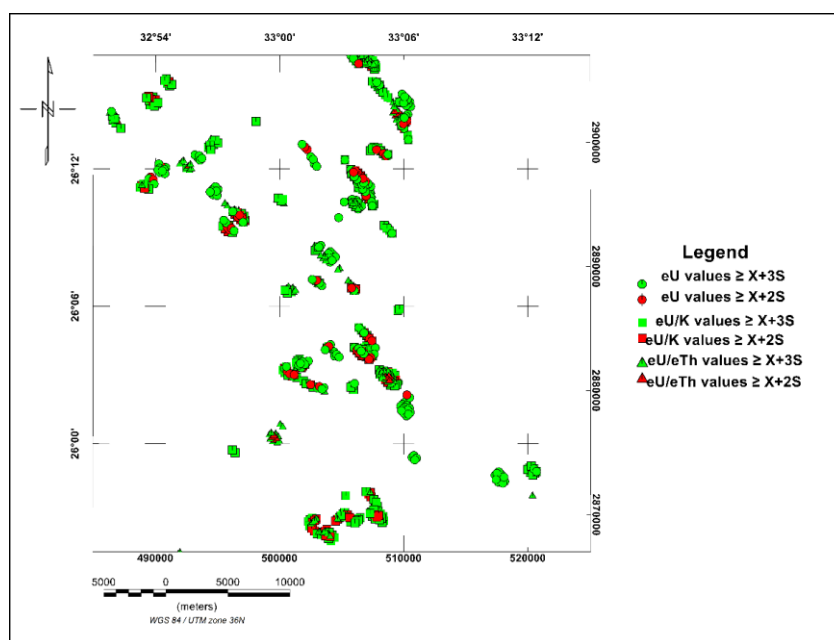 32°54' 33°00' 33°06' 33°12'
N
2900000
26°12'
2890000
Legend
eU values ≥ X+3S
eU values ≥ X+2S
eU/K values ≥ X+3S
eU/K values ≥ X+2S
eU/eTh values ≥ X+3S
eU/eTh values ≥ X+2S
26°06'
2880000
26°0'
2870000
490000 500000 510000 520000
5000 0 5000 10000
(meters)
WGS 84 / UTM zone 36N